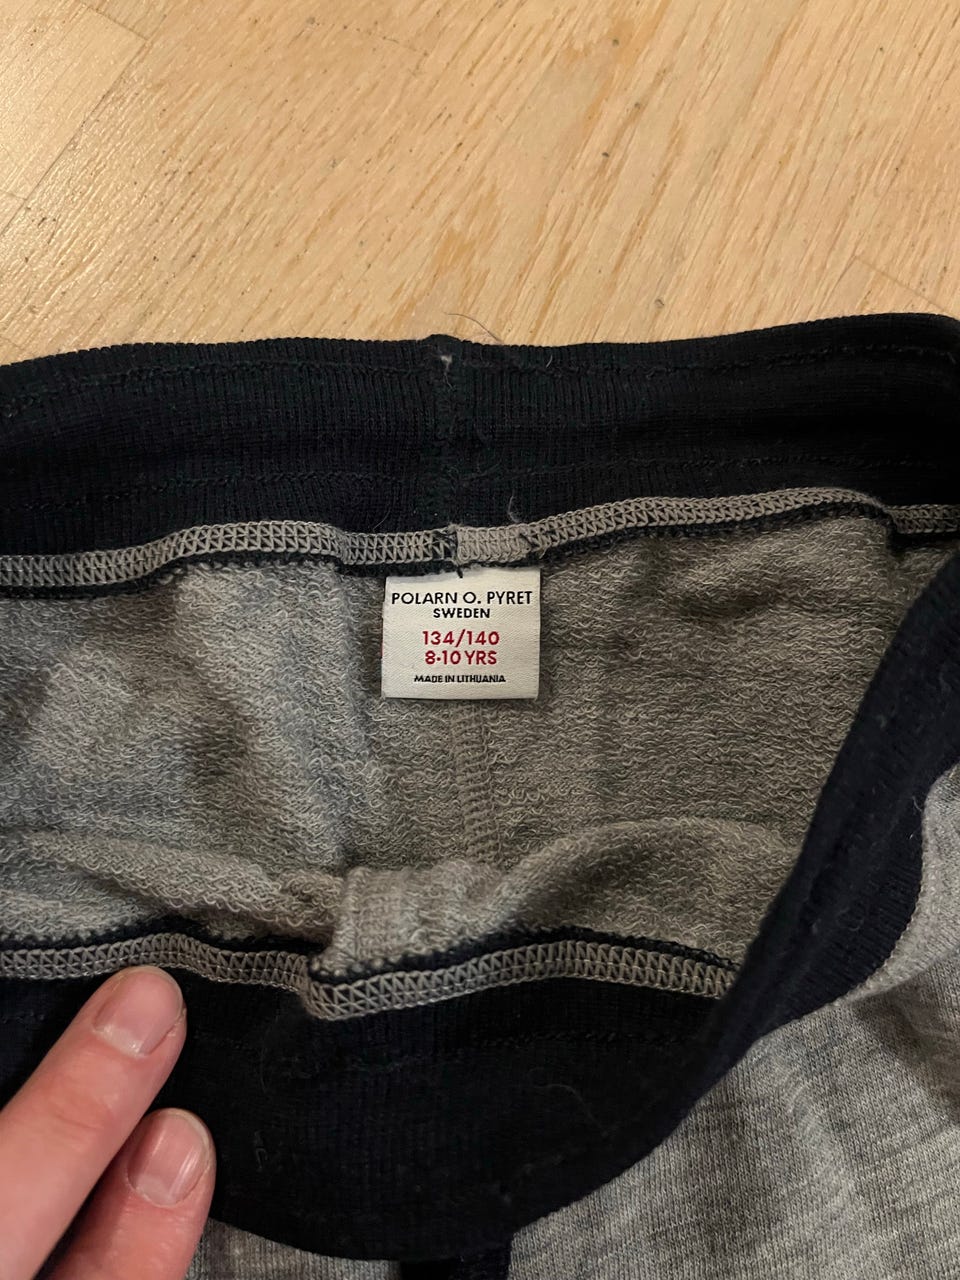 POLARN O. PYRET
SWEDEN
134/140
8-10 YRS
MADE IN LITHUANIA